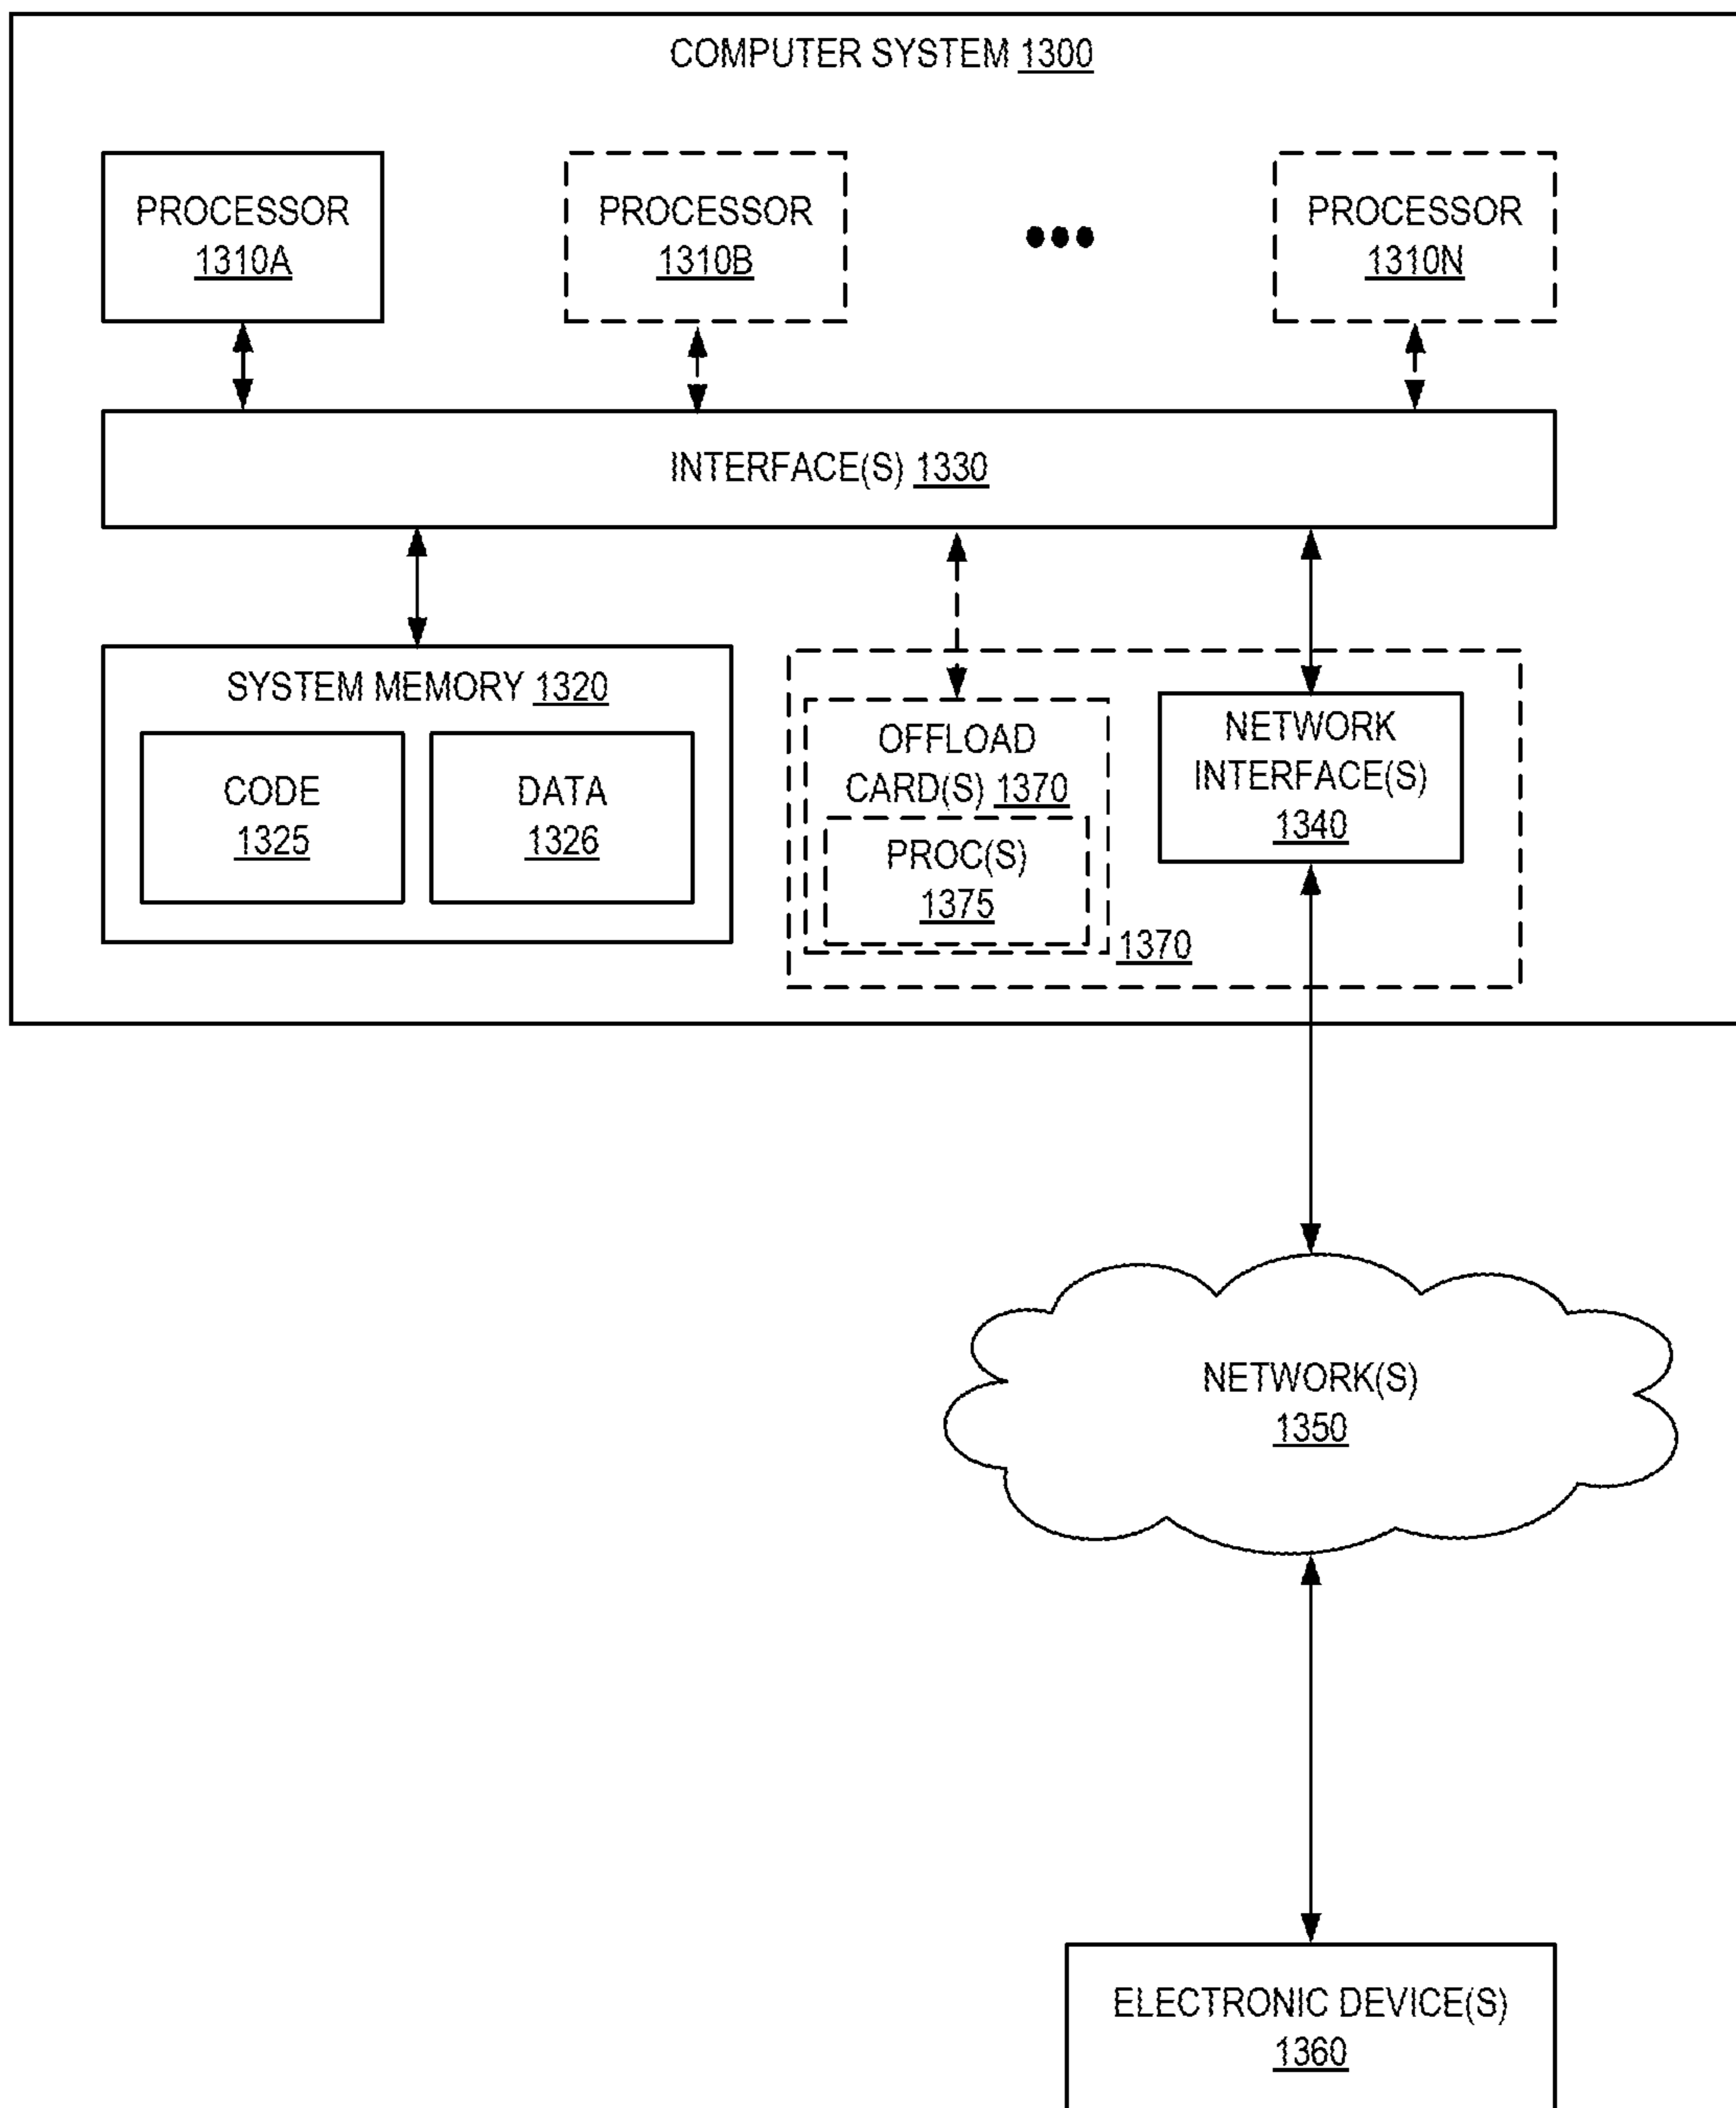 COMPUTER SYSTEM 1300
PROCESSOR
1310A
PROCESSOR
1310B
PROCESSOR
1310N
INTERFACE(S) 1330
SYSTEM MEMORY 1320
CODE
1325
DATA
1326
OFFLOAD
CARD(S) 1370
PROC(S)
1375
1370
NETWORK
INTERFACE(S)
1340
NETWORK(S)
1350
ELECTRONIC DEVICE(S)
1360